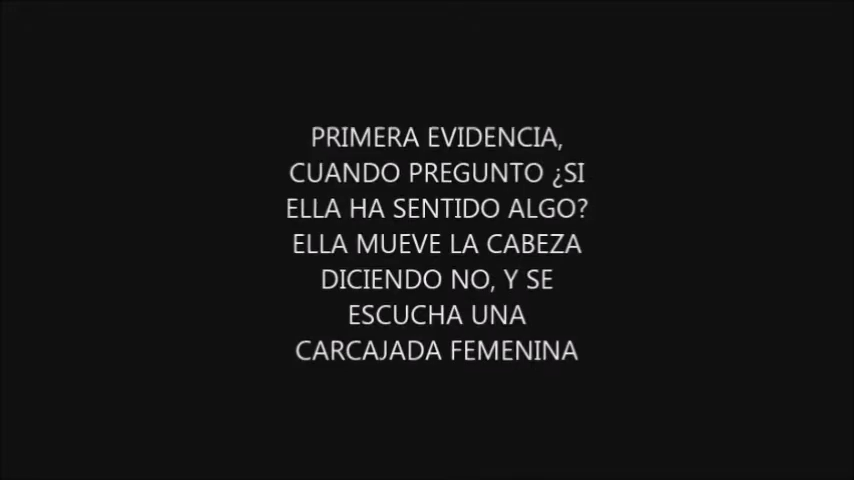 PRIMERA EVIDENCIA,
CUANDO PREGUNTO ¿SI
ELLA HA SENTIDO ALGO?
ELLA MUEVE LA CABEZA
DICIENDO NO, Y SE
ESCUCHA UNA
CARCAJADA FEMENINA